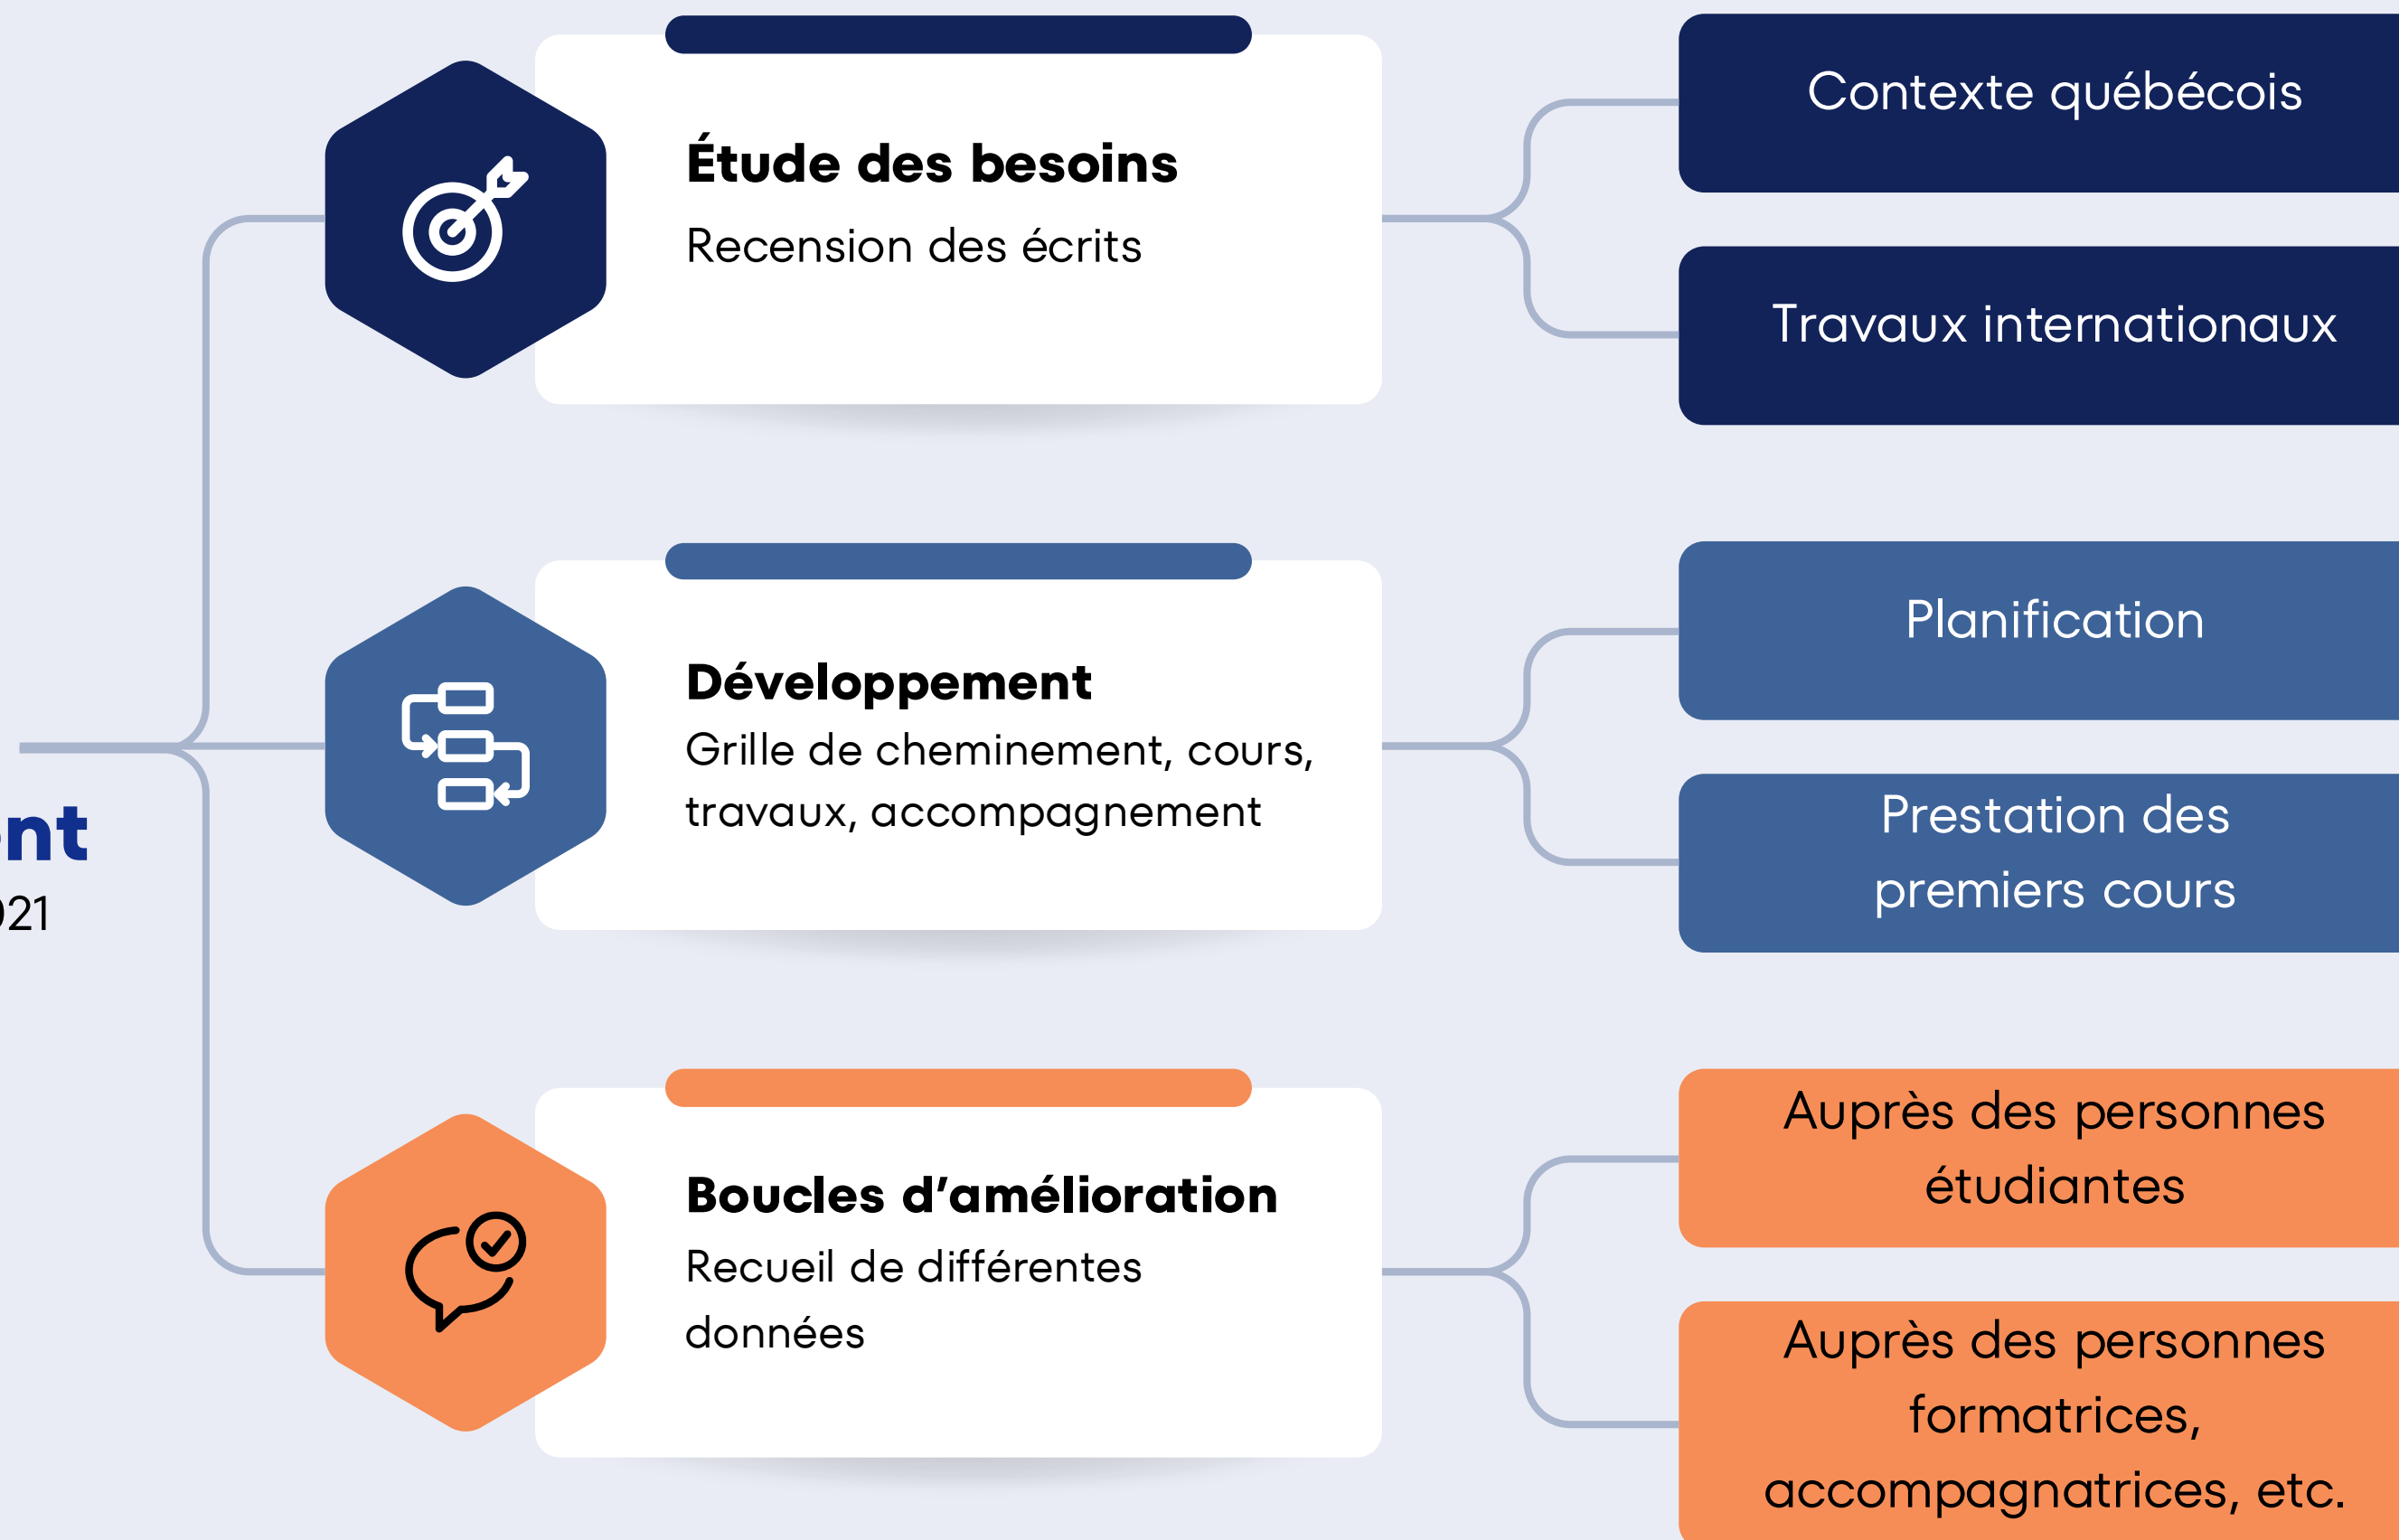 Étude des besoins
Recension des écrits
Contexte québécois
Travaux internationaux
Développement
Grille de cheminement, cours,
travaux, accompagnement
Planification
Prestation des
premiers cours
Boucles d’amélioration
Recueil de différentes
données
Auprès des personnes
étudiantes
Auprès des personnes
formatrices,
accompagnatrices, etc.